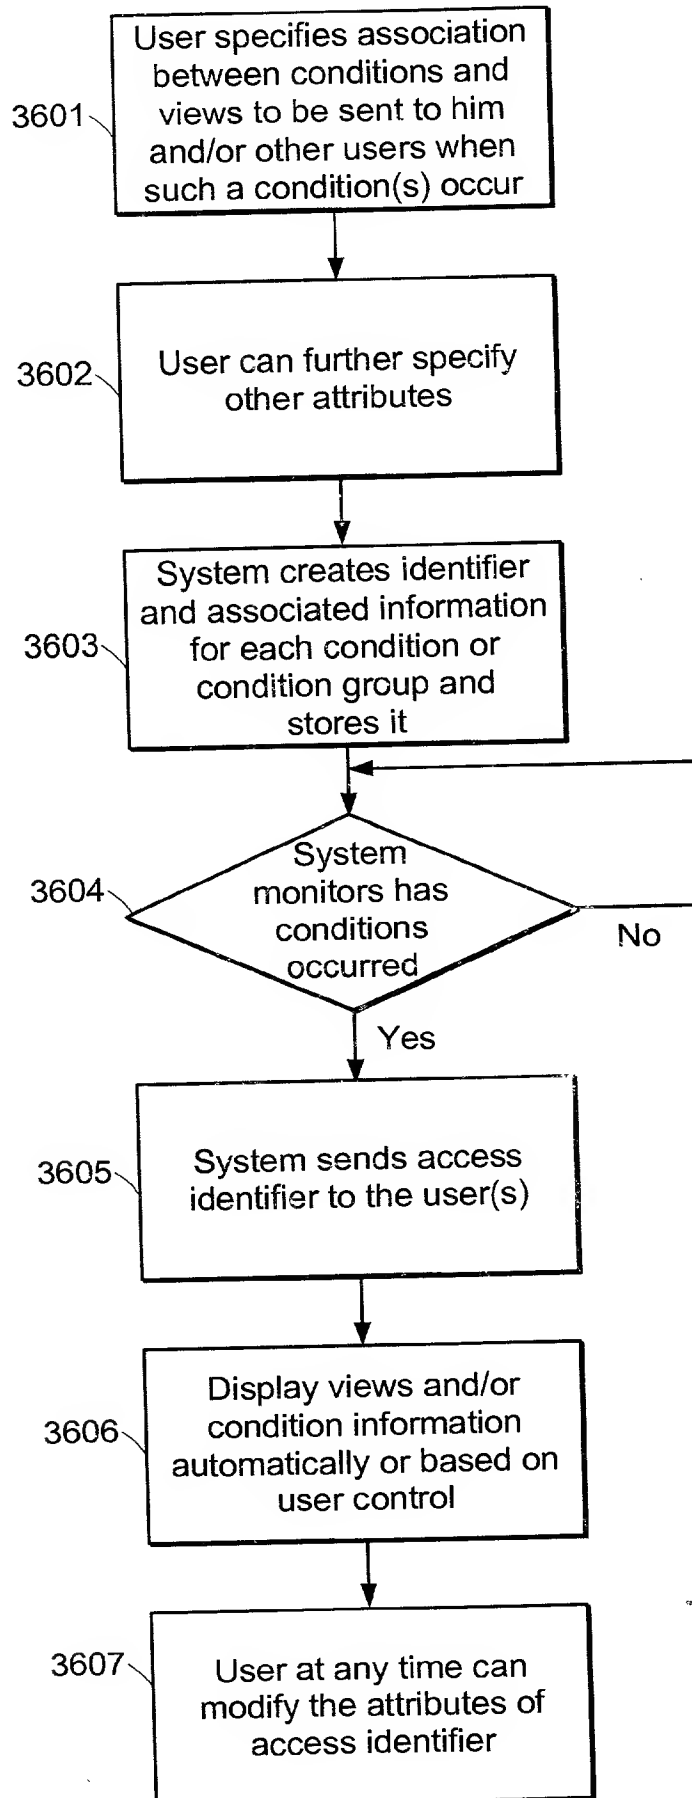 User specifies association
between conditions and
views to be sent to him
and/or other users when
such a condition(s) occur
3601
User can further specify
other attributes
3602
System creates identifier
and associated information
for each condition or
condition group and
stores it
3603
System
monitors has
conditions
occurred
3604
No
Yes
System sends access
identifier to the user(s)
3605
Display views and/or
condition information
automatically or based on
user control
3606
User at any time can
modify the attributes of
access identifier
3607